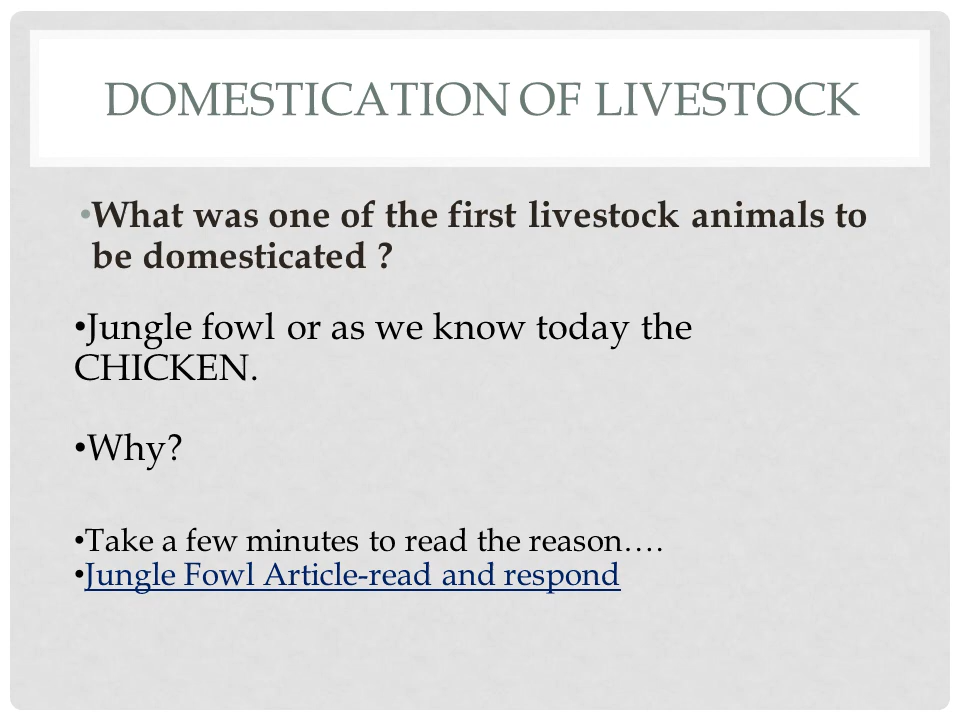 DOMESTICATION OF LIVESTOCK
•What was one of the first livestock animals to
be domesticated ?
•Jungle fowl or as we know today the
CHICKEN.
•Why?
•Take a few minutes to read the reason….
•Jungle Fowl Article-read and respond